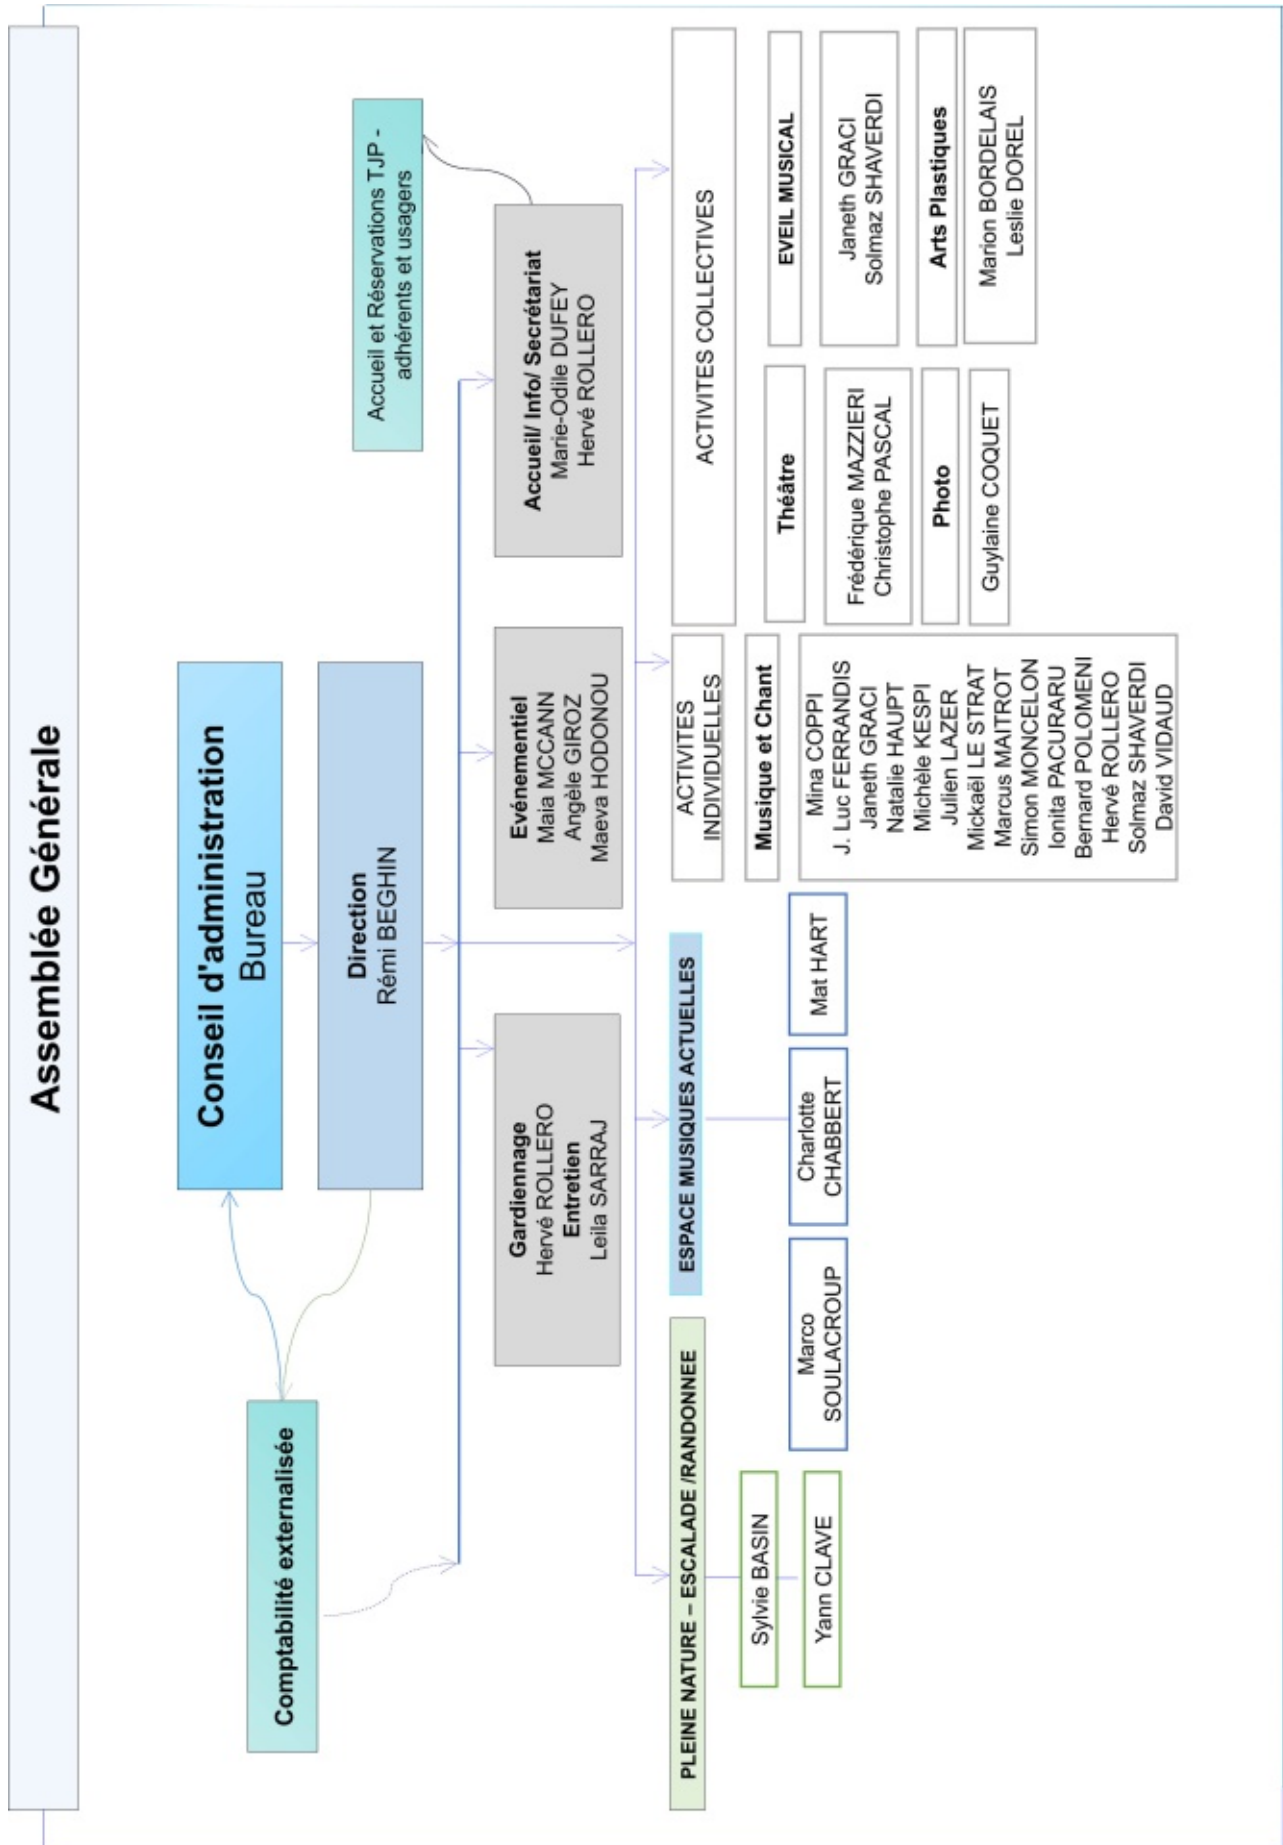 Assemblée Générale
Conseil d'administration
Bureau
Direction
Rémi BEGHIN
Comptabilité externalisée
Accueil et Réservations TJP -
adhérents et usagers
Gardiennage
Hervé ROLLERO
Entretien
Leila SARRAJ
Evénementiel
Maia MCCANN
Angèle GIROZ
Maeva HODONOU
Accueil/ Info/ Secrétariat
Marie-Odile DUFEY
Hervé ROLLERO
PLEINE NATURE – ESCALADE /RANDONNEE
Sylvie BASIN
Yann CLAVE
ESPACE MUSIQUES ACTUELLES
Marco
SOULACROUP
Charlotte
CHABBERT
Mat HART
ACTIVITES
INDIVIDUELLES
Musique et Chant
Mina COPPI
J. Luc FERRANDIS
Janeth GRACI
Natalie HAUPT
Michèle KESPI
Julien LAZER
Mickaël LE STRAT
Marcus MAITROT
Simon MONCELON
Ionita PACURARU
Bernard POLOMENI
Hervé ROLLERO
Solmaz SHAVERDI
David VIDAUD
ACTIVITES COLLECTIVES
Théâtre
Frédérique MAZZIERI
Christophe PASCAL
Photo
Guylaine COQUET
EVEIL MUSICAL
Janeth GRACI
Solmaz SHAVERDI
Arts Plastiques
Marion BORDELAIS
Leslie DOREL